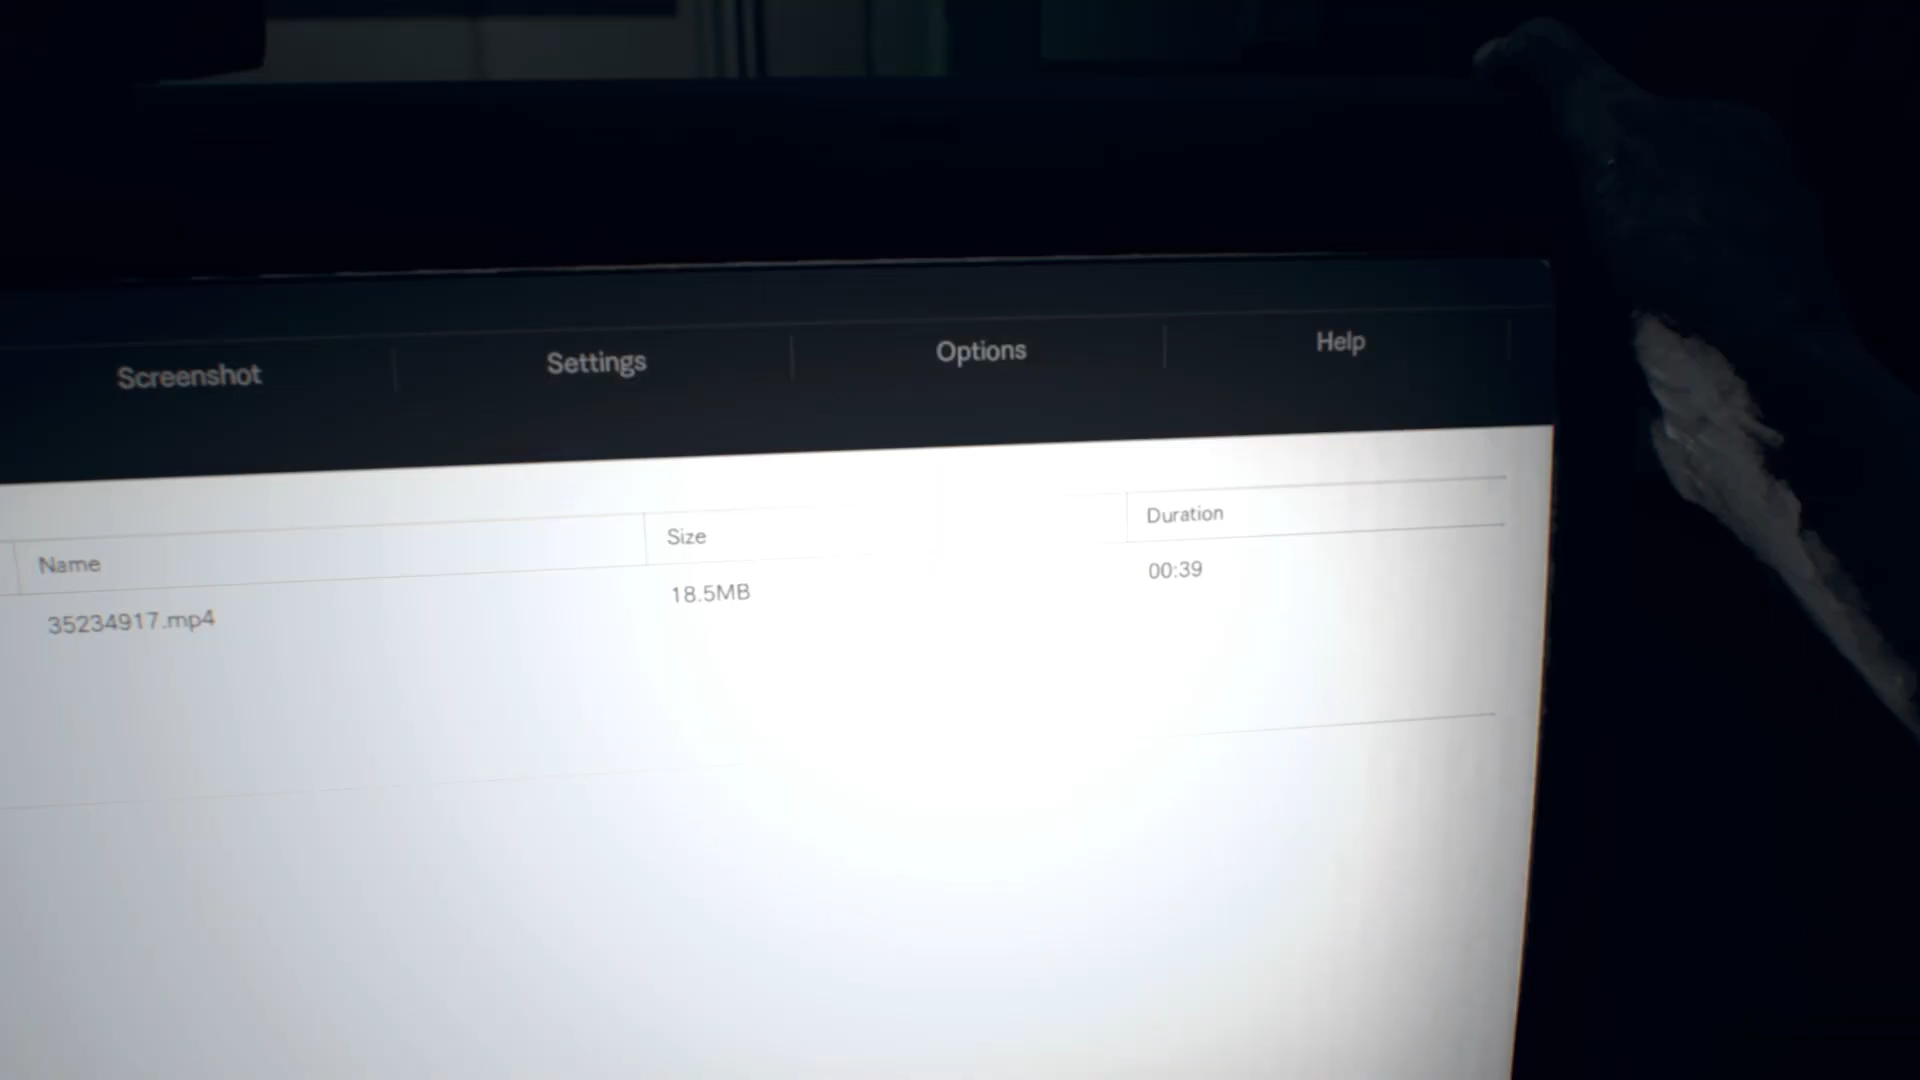 Screenshot Settings Options Help
Name Size Duration
35234917.mp4 18.5MB 00:39